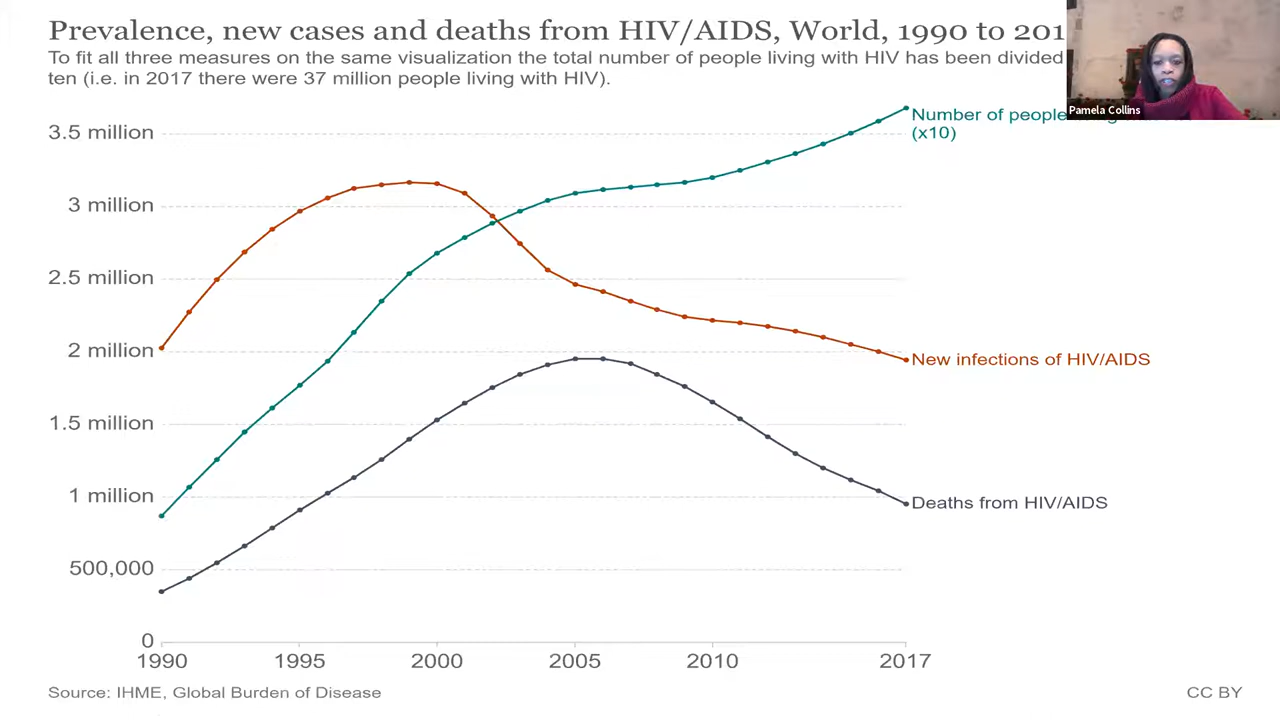 Prevalence, new cases and deaths from HIV/AIDS, World, 1990 to 201
To fit all three measures on the same visualization the total number of people living with HIV has been divided
ten (i.e. in 2017 there were 37 million people living with HIV).
Pamela Collins
Number of people
(x10)
3.5 million
3 million
2.5 million
2 million
New infections of HIV/AIDS
1.5 million
1 million
Deaths from HIV/AIDS
500,000
0
1990
1995
2000
2005
2010
2017
Source: IHME, Global Burden of Disease
CC BY